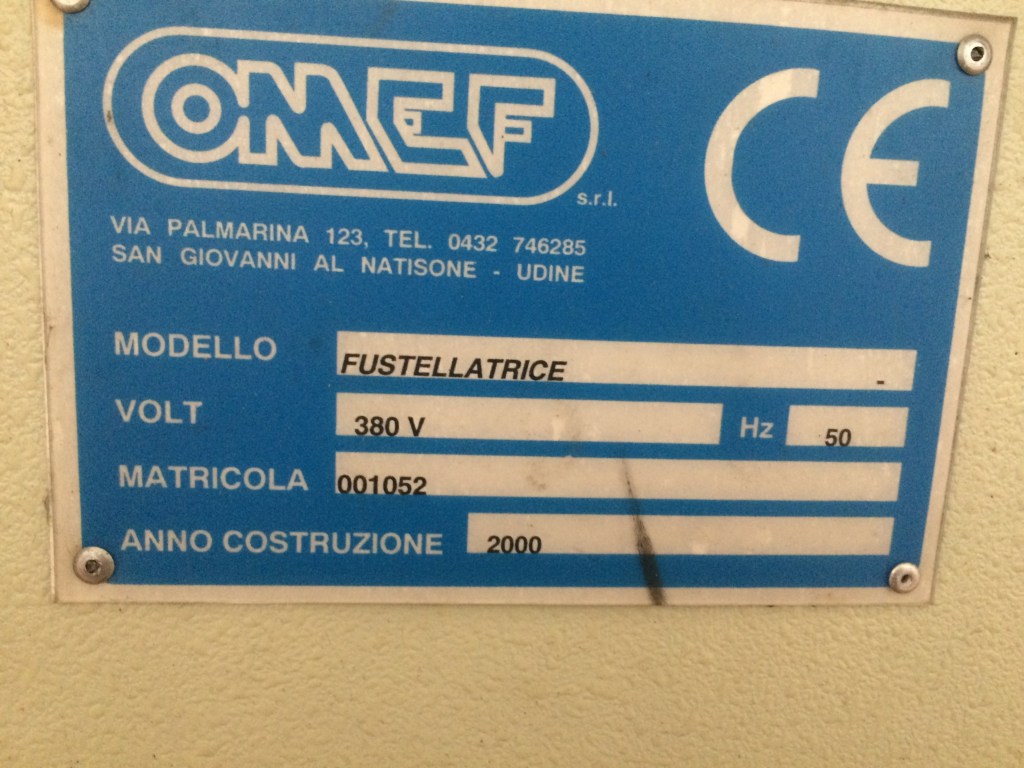 OMEF
s.r.l.
CE
VIA PALMARINA 123, TEL. 0432 746285
SAN GIOVANNI AL NATISONE - UDINE
MODELLO FUSTELLATRICE -
VOLT 380 V Hz 50
MATRICOLA 001052
ANNO COSTRUZIONE 2000